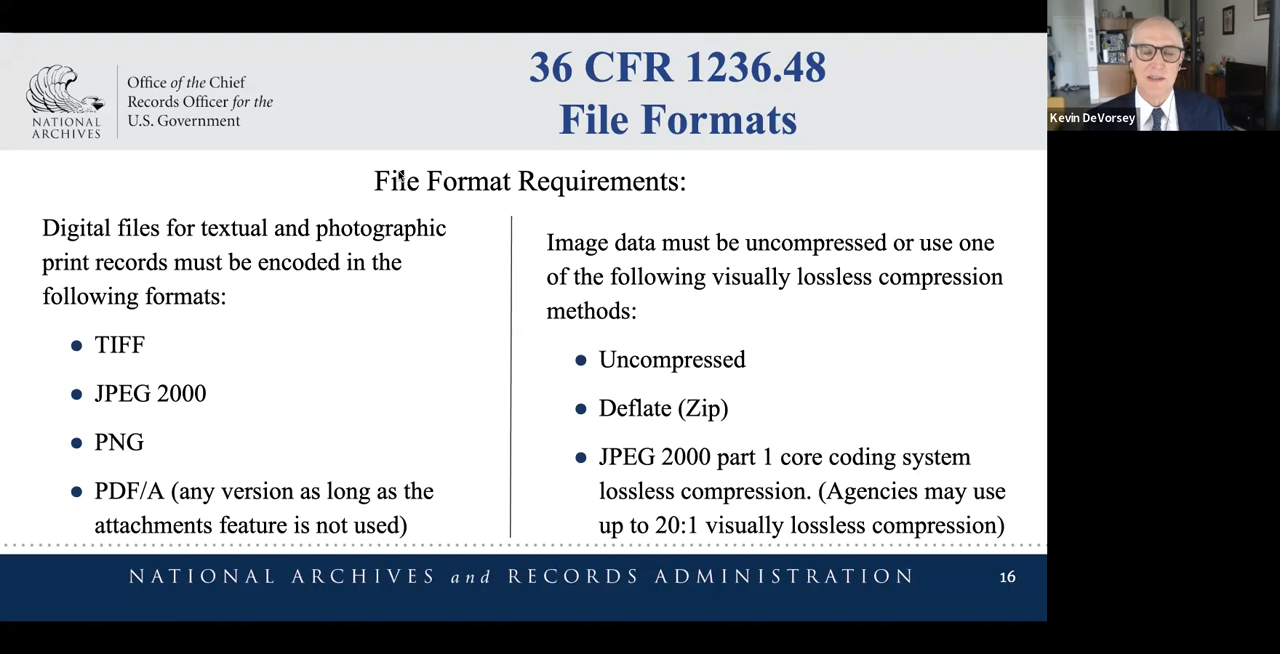 NATIONAL
ARCHIVES
Office of the Chief
Records Officer for the
U.S. Government
36 CFR 1236.48
File Formats
Kevin DeVorsey
File Format Requirements:
Digital files for textual and photographic
print records must be encoded in the
following formats:
● TIFF
● JPEG 2000
● PNG
● PDF/A (any version as long as the
attachments feature is not used)
Image data must be uncompressed or use one
of the following visually lossless compression
methods:
● Uncompressed
● Deflate (Zip)
● JPEG 2000 part 1 core coding system
lossless compression. (Agencies may use
up to 20:1 visually lossless compression)
NATIONAL ARCHIVES and RECORDS ADMINISTRATION
16